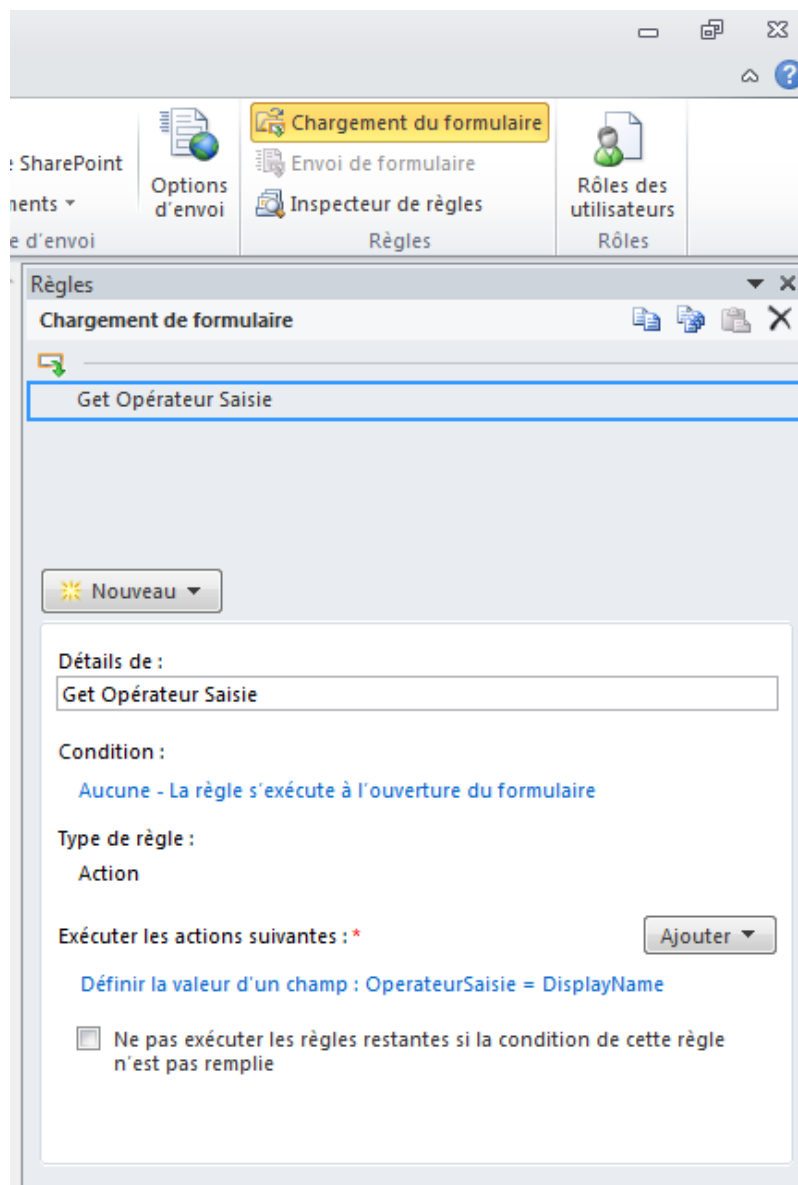 Chargement du formulaire
: SharePoint
Envoi de formulaire
Options
d'envoi
Rôles des
utilisateurs
Inspecteur de règles
d'envoi
Règles
Rôles
Règles
Chargement de formulaire
Get Opérateur Saisie
Nouveau
Détails de :
Get Opérateur Saisie
Condition :
Aucune - La règle s'exécute à l'ouverture du formulaire
Type de règle :
Action
Exécuter les actions suivantes : *
Ajouter
Définir la valeur d'un champ : OperateurSaisie = DisplayName
Ne pas exécuter les règles restantes si la condition de cette règle
n'est pas remplie